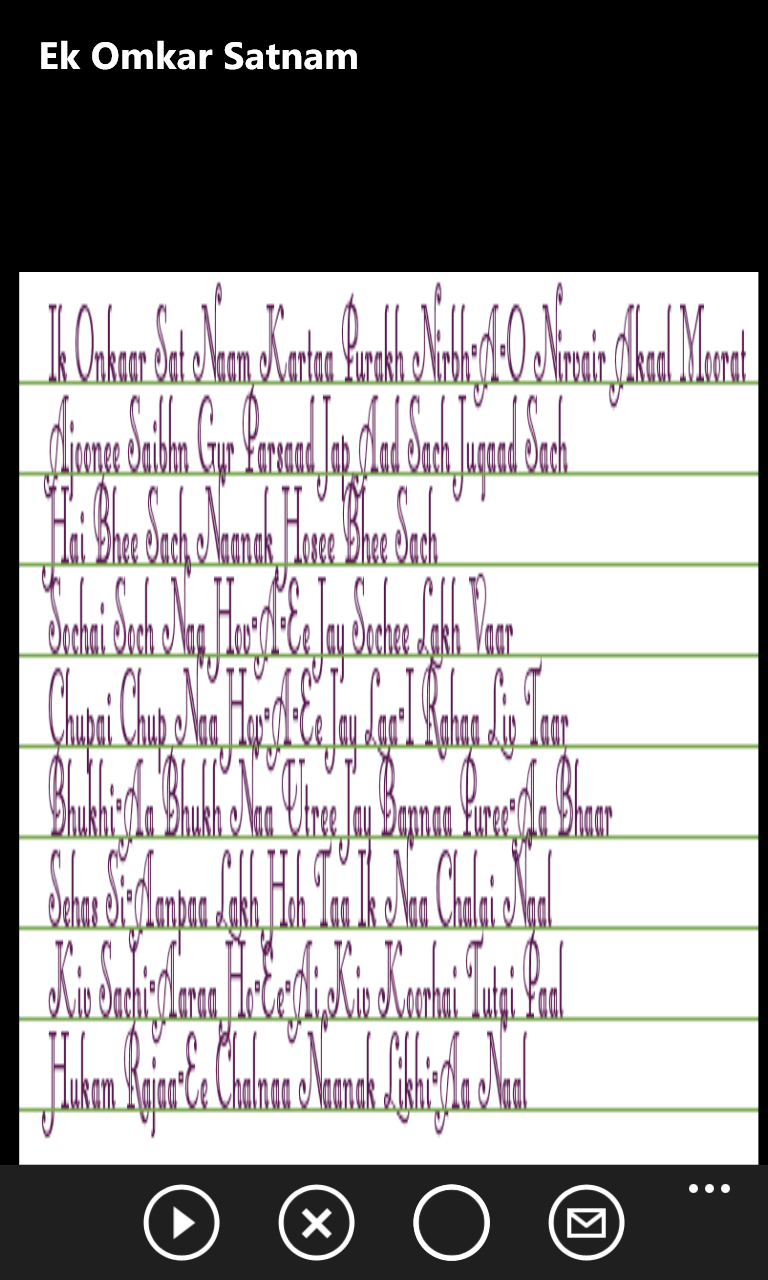 Ek Omkar Satnam
Ik Onkaar Sat Naam Kartaa Purakh Nirbh-A-O Nirvair Akaal Moorat
Ajoonee Saibhn Gur Parsaad Jap Aad Sach Jugaad Sach
Hai Bhee Sach Naanak Hosee Bhee Sach
Sochai Soch Naa Hov-A-Ee Jay Sochee Lakh Vaar
Chupai Chup Naa Hov-A-Ee Jay Laa-I Rahaa Liv Taar
Bhukhi-Aa Bhukh Naa Utree Jay Bannaa Puree-Aa Bhaar
Sehas Si-Aanpaa Lakh Hoh Taa Ik Naa Chalai Naal
Kiv Sachi-Aaraa Ho-Ee-Ai Kiv Koorhai Tutai Paal
Hukam Rajaa-Ee Chalnaa Naanak Likhi-Aa Naal